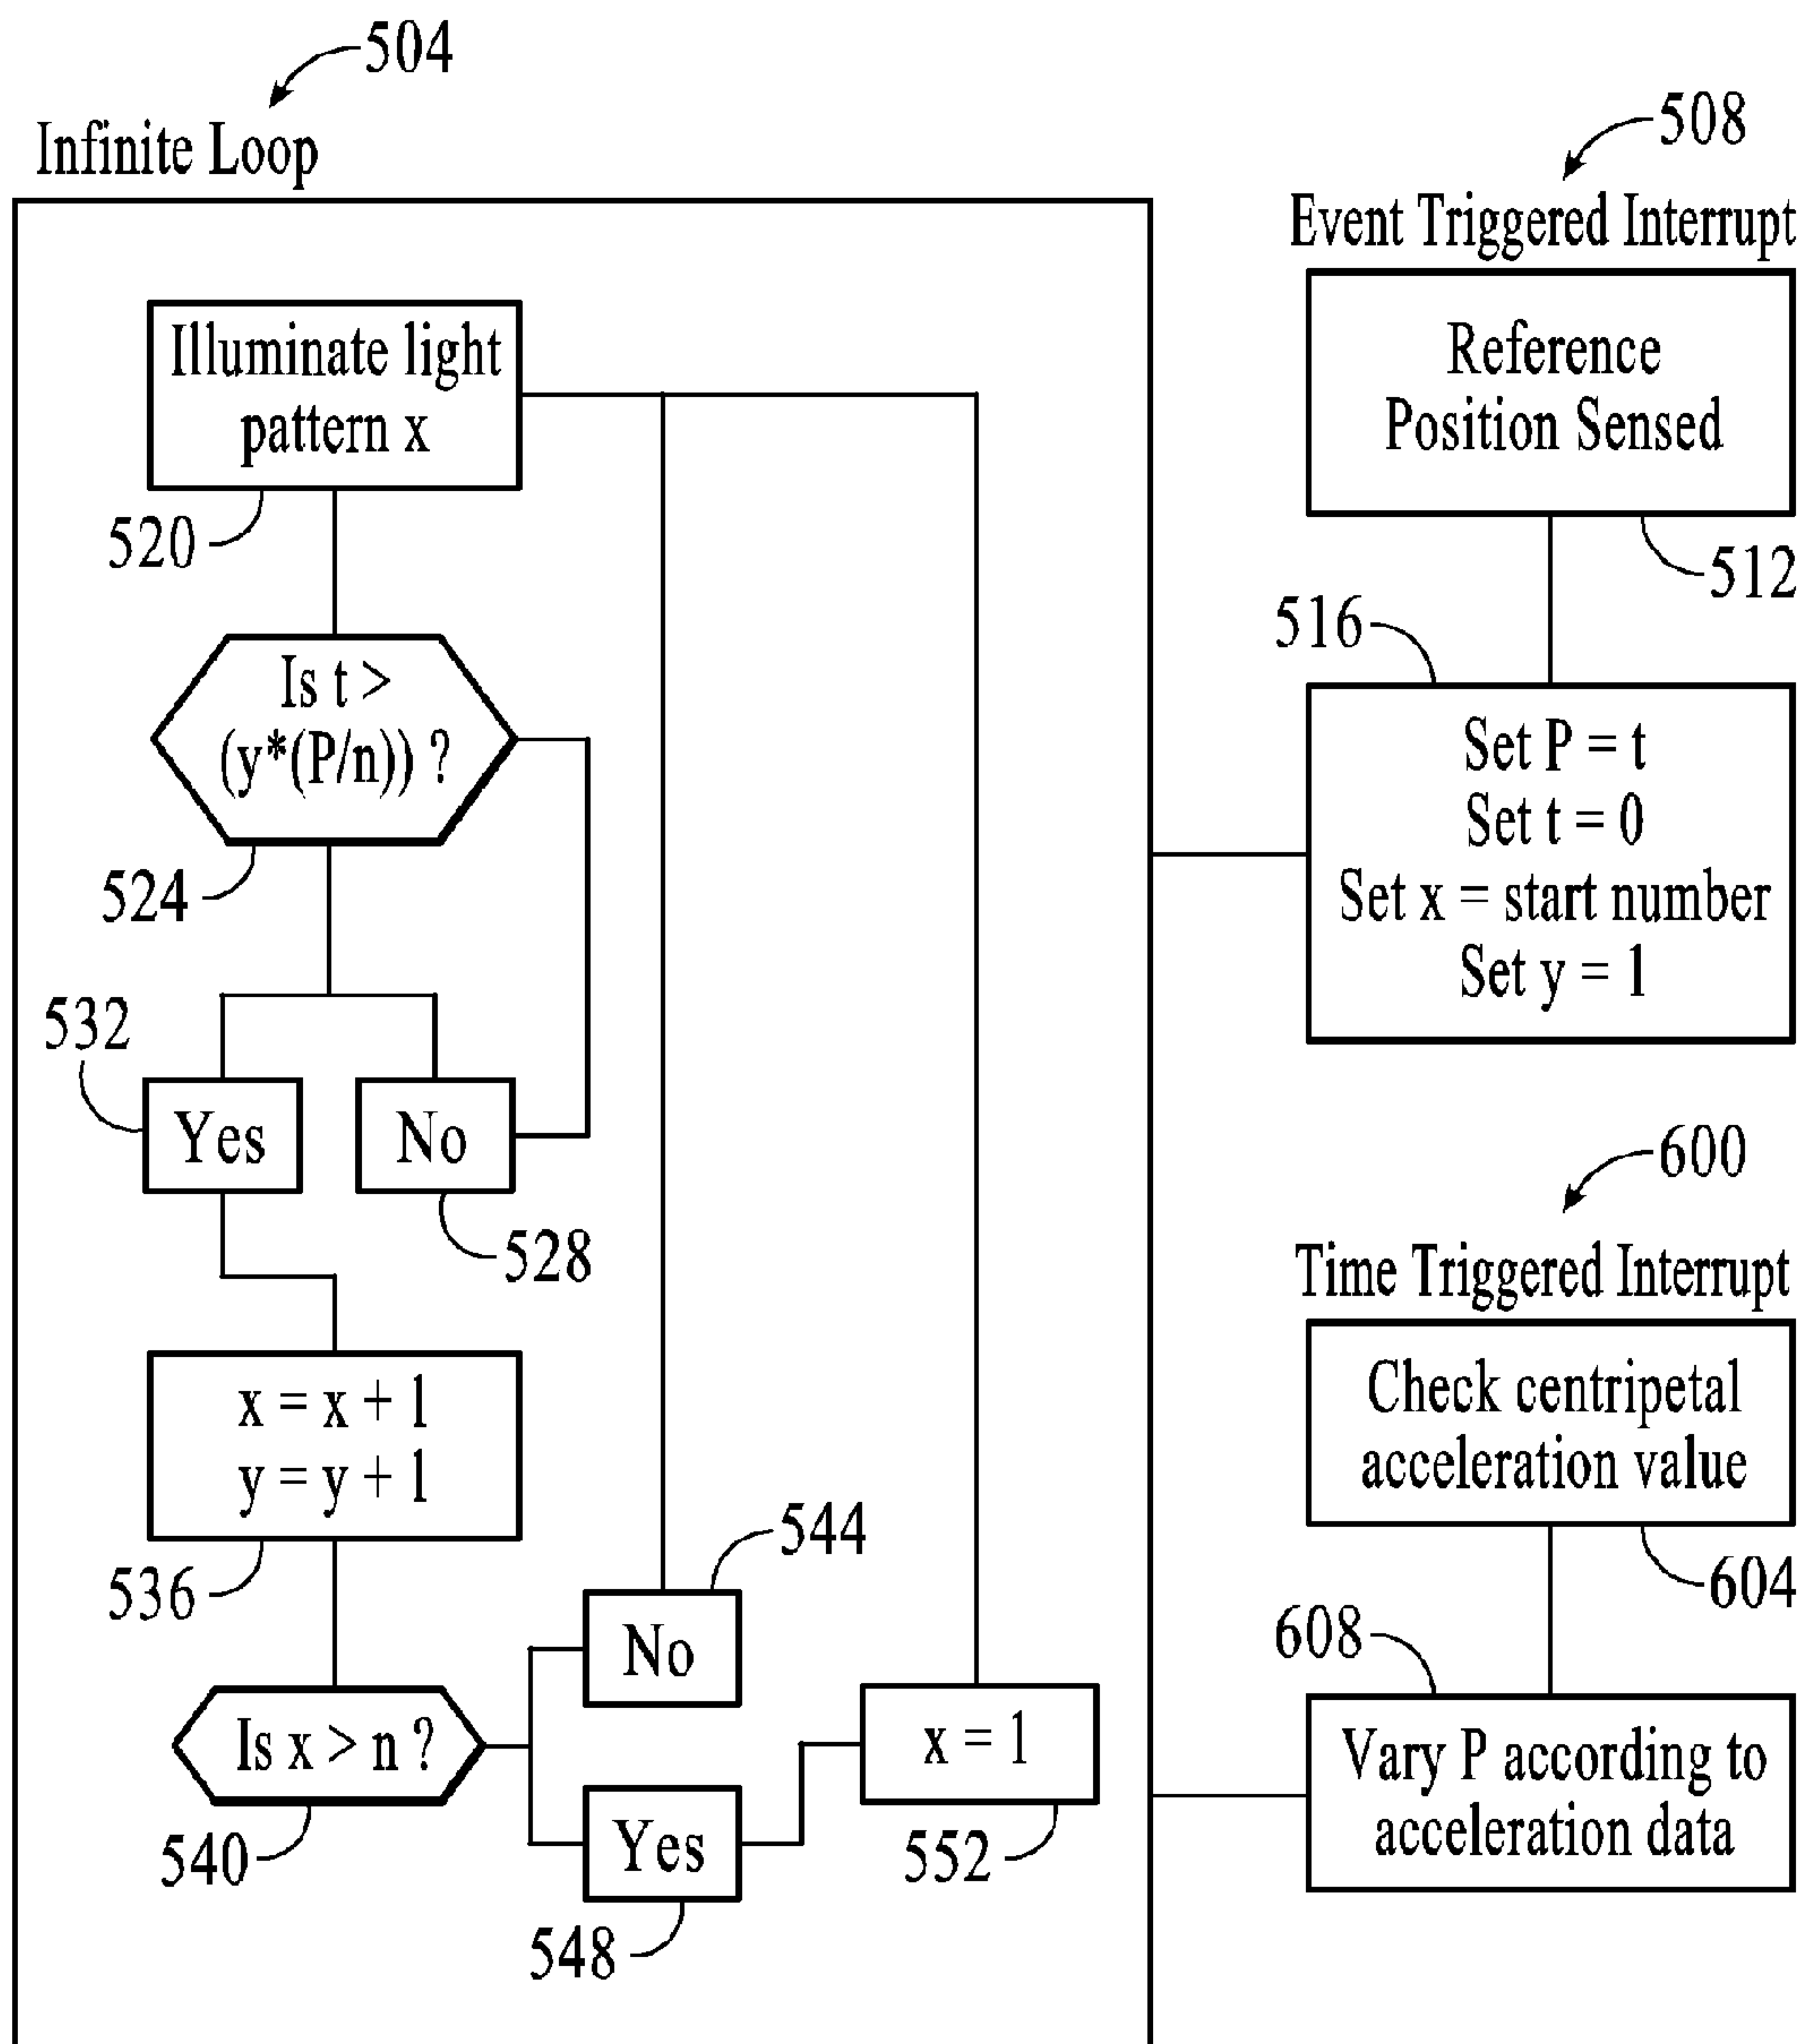 504
Infinite Loop
Illuminate light
pattern x
520
Is t >
(y*(P/n)) ?
524
532
Yes
No
528
x = x + 1
y = y + 1
536
Is x > n ?
540
544
No
Yes
548
x = 1
552
508
Event Triggered Interrupt
Reference
Position Sensed
512
516
Set P = t
Set t = 0
Set x = start number
Set y = 1
600
Time Triggered Interrupt
Check centripetal
acceleration value
604
608
Vary P according to
acceleration data